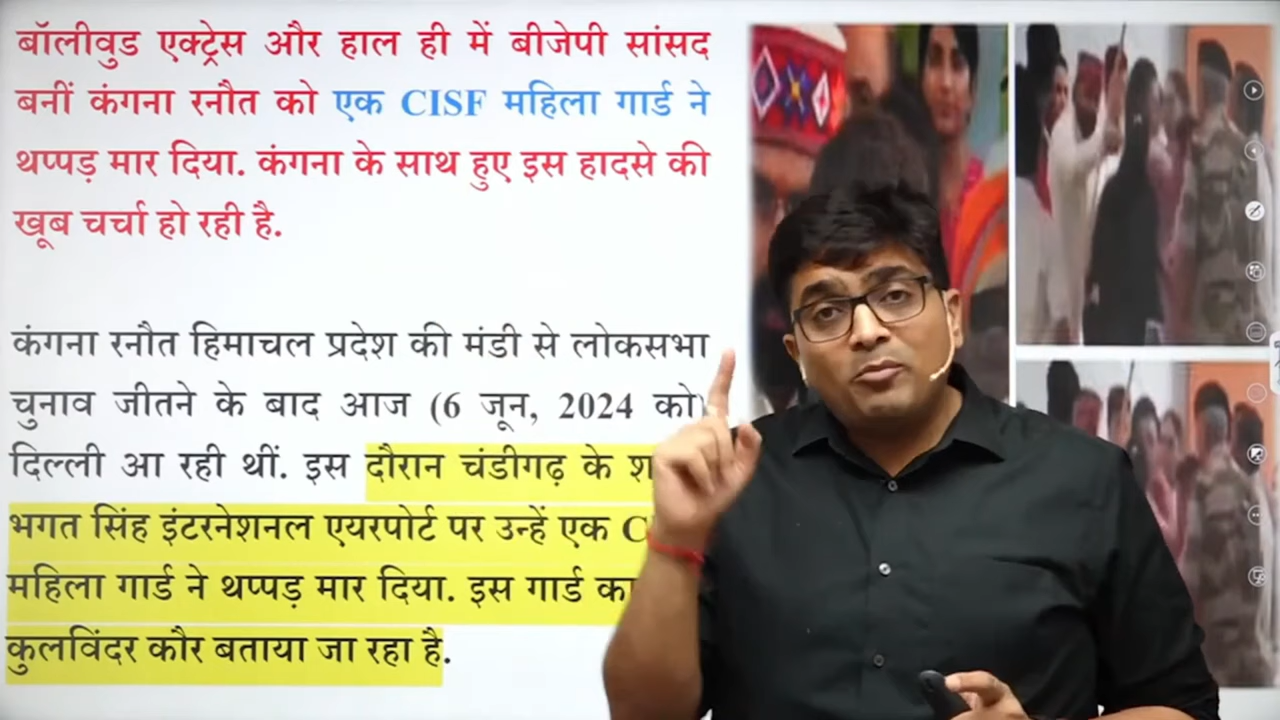 बॉलीवुड एक्ट्रेस और हाल ही में बीजेपी सांसद
बनीं कंगना रनौत को एक CISF महिला गार्ड ने
थप्पड़ मार दिया. कंगना के साथ हुए इस हादसे की
खूब चर्चा हो रही है.
कंगना रनौत हिमाचल प्रदेश की मंडी से लोकसभा
चुनाव जीतने के बाद आज (6 जून, 2024 को)
दिल्ली आ रही थीं. इस दौरान चंडीगढ़ के
भगत सिंह इंटरनेशनल एयरपोर्ट पर उन्हें एक
महिला गार्ड ने थप्पड़ मार दिया. इस गार्ड का
कुलविंदर कौर बताया जा रहा है.